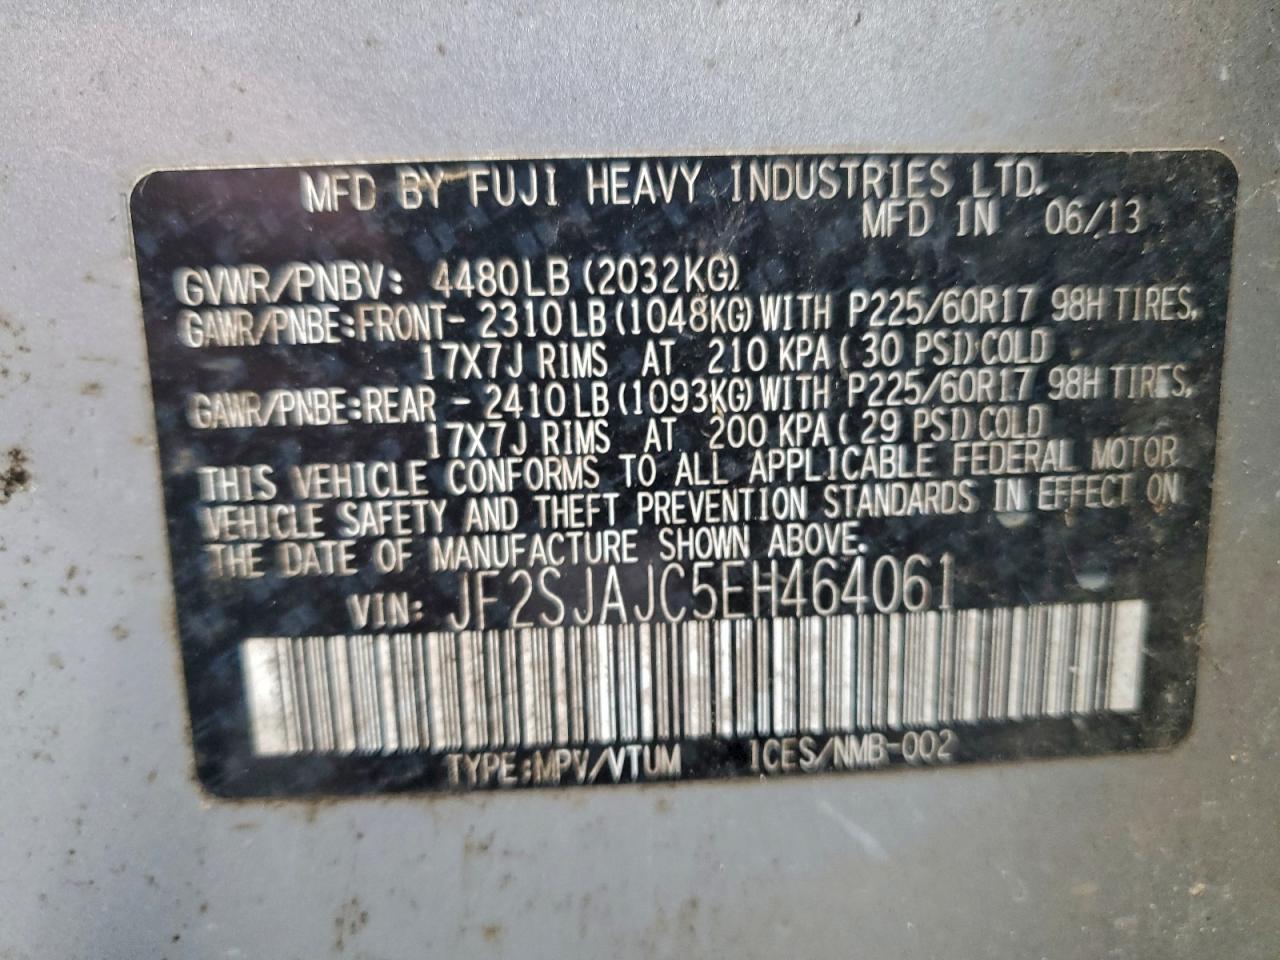 MFD BY FUJI HEAVY INDUSTRIES LTD.
MFD IN 06/13
GVWR/PNBV: 4480LB (2032KG)
GAWR/PNBE:FRONT- 2310LB (1048KG) WITH P225/60R17 98H TIRES,
17X7J RIMS AT 210 KPA ( 30 PSI) COLD
GAWR/PNBE:REAR - 2410LB (1093KG) WITH P225/60R17 98H TIRES,
17X7J RIMS AT 200 KPA ( 29 PSI) COLD
THIS VEHICLE CONFORMS TO ALL APPLICABLE FEDERAL MOTOR
VEHICLE SAFETY AND THEFT PREVENTION STANDARDS IN EFFECT ON
THE DATE OF MANUFACTURE SHOWN ABOVE.
VIN: JF2SJAJC5EH464061
TYPE:MPV/VTUM ICES/NMB-002